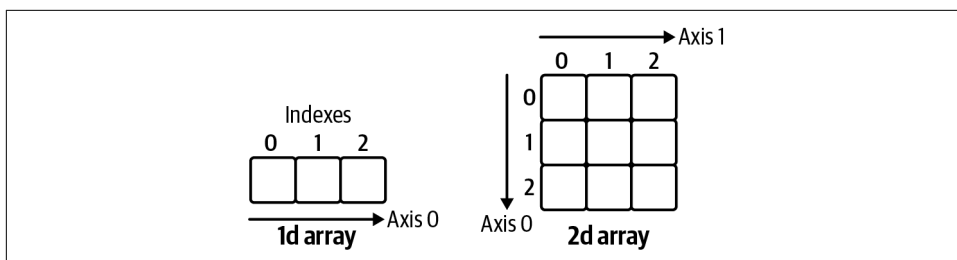 Indexes
0 1 2
Axis 0
1d array
Axis 1
0 1 2
0
1
2
Axis 0
2d array